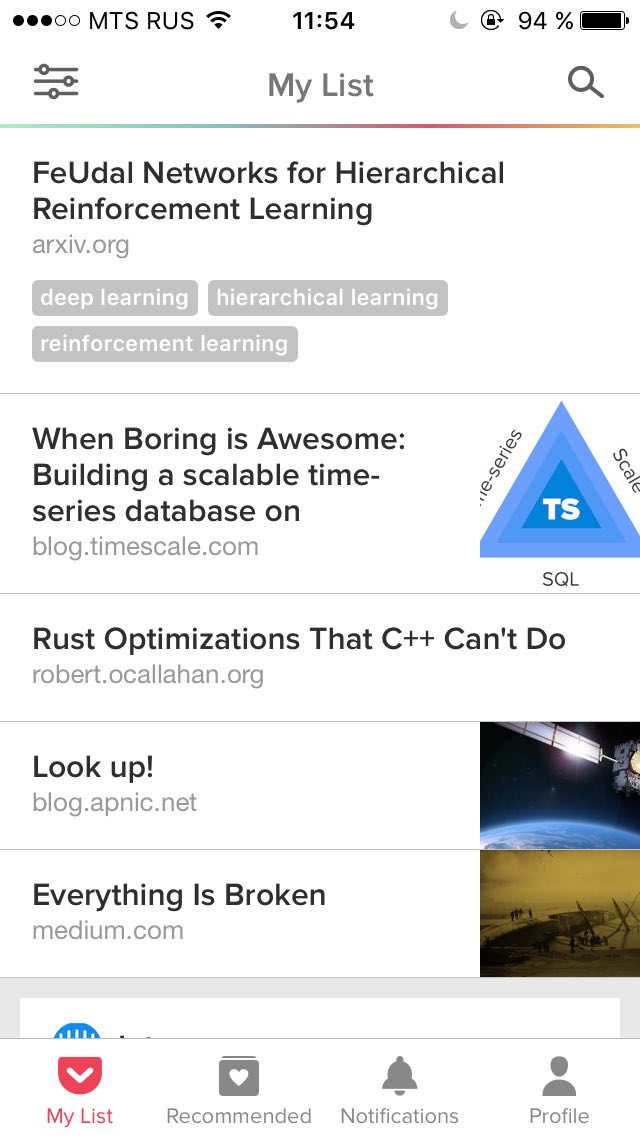 MTS RUS 11:54 94 %
My List
FeUdal Networks for Hierarchical
Reinforcement Learning
arxiv.org
deep learning hierarchical learning
reinforcement learning
When Boring is Awesome:
Building a scalable time-
series database on
blog.timescale.com
me-series
Scale
TS
SQL
Rust Optimizations That C++ Can't Do
robert.ocallahan.org
Look up!
blog.apnic.net
Everything Is Broken
medium.com
My List Recommended Notifications Profile